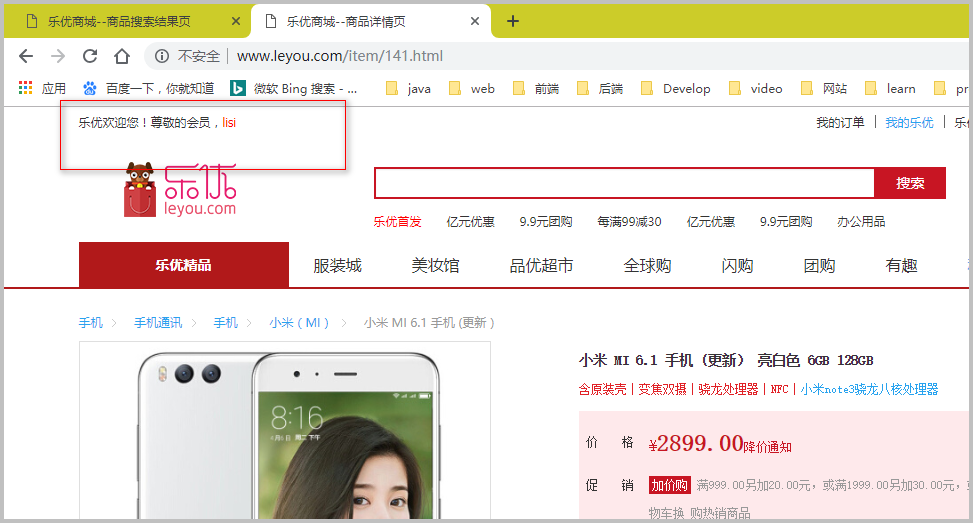 乐优商城--商品搜索结果页
乐优商城--商品详情页
不安全 www.leyou.com/item/141.html
应用 百度一下，你就知道 微软 Bing 搜索 - ... java web 前端 后端 Develop video 网站 learn pr
乐优欢迎您！尊敬的会员，lisi
我的订单 我的乐优 乐
乐优
leyou.com
搜索
乐优首发 亿元优惠 9.9元团购 每满99减30 亿元优惠 9.9元团购 办公用品
乐优精品 服装城 美妆馆 品优超市 全球购 闪购 团购 有趣
手机 手机通讯 手机 小米（MI） 小米 MI 6.1 手机 (更新 )
小米 MI 6.1 手机 (更新） 亮白色 6GB 128GB
含原装壳丨变焦双摄丨骁龙处理器丨NFC丨小米note3骁龙八核处理器
8:16
下午
价 格 ¥2899.00降价通知
促 销 加价购 满999.00另加20.00元，或满1999.00另加30.00元，
物车换 购热销商品